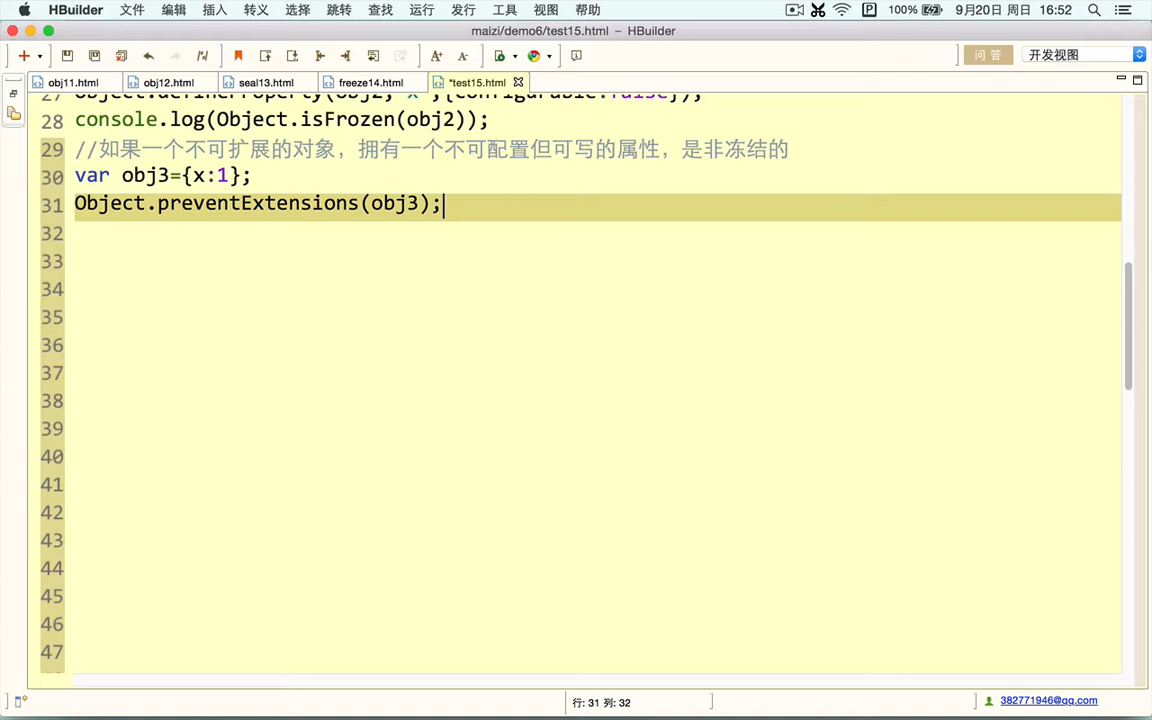 HBuilder 文件 编辑 插入 转义 选择 跳转 查找 运行 发行 工具 视图 帮助 100% 9月20日 周日 16:52
maizi/demo6/test15.html – HBuilder
问 答 开发视图
obj11.html obj12.html seal13.html freeze14.html *test15.html
27 Object.defineProperty(obj2,'x',{configurable:false});
28 console.log(Object.isFrozen(obj2));
29 //如果一个不可扩展的对象，拥有一个不可配置但可写的属性，是非冻结的
30 var obj3={x:1};
31 Object.preventExtensions(obj3);
32
33
34
35
36
37
38
39
40
41
42
43
44
45
46
47
行: 31 列: 32 382771946@qq.com